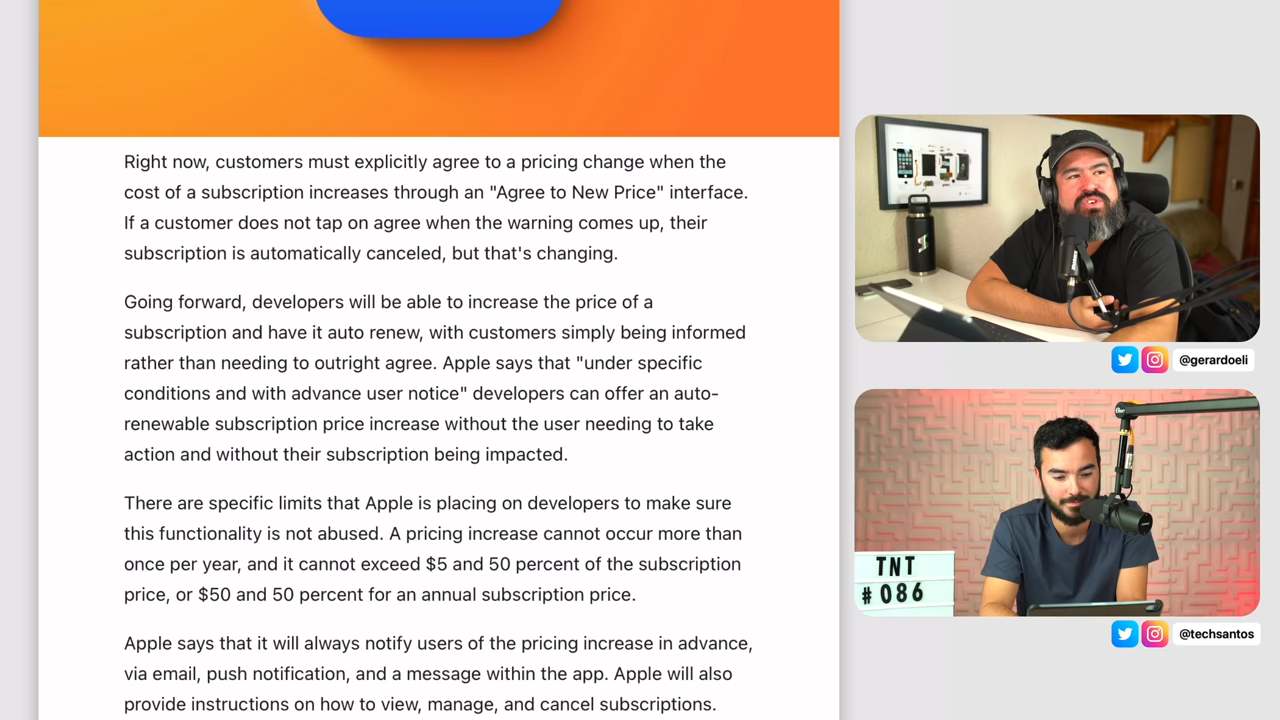 Right now, customers must explicitly agree to a pricing change when the
cost of a subscription increases through an "Agree to New Price" interface.
If a customer does not tap on agree when the warning comes up, their
subscription is automatically canceled, but that's changing.
Going forward, developers will be able to increase the price of a
subscription and have it auto renew, with customers simply being informed
rather than needing to outright agree. Apple says that "under specific
conditions and with advance user notice" developers can offer an auto-
renewable subscription price increase without the user needing to take
action and without their subscription being impacted.
There are specific limits that Apple is placing on developers to make sure
this functionality is not abused. A pricing increase cannot occur more than
once per year, and it cannot exceed $5 and 50 percent of the subscription
price, or $50 and 50 percent for an annual subscription price.
Apple says that it will always notify users of the pricing increase in advance,
via email, push notification, and a message within the app. Apple will also
provide instructions on how to view, manage, and cancel subscriptions.
@gerardoeli
TNT
#086
@techsantos